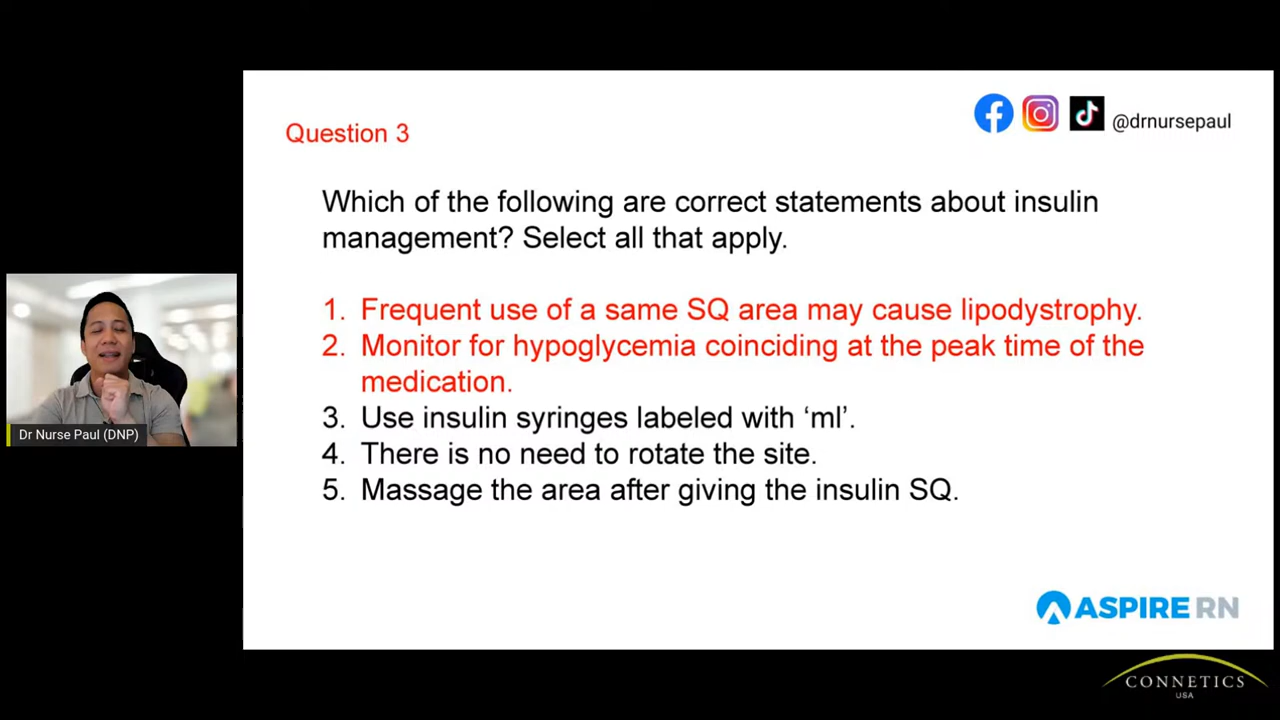 Question 3
@drnursepaul
Which of the following are correct statements about insulin
management? Select all that apply.
1. Frequent use of a same SQ area may cause lipodystrophy.
2. Monitor for hypoglycemia coinciding at the peak time of the
medication.
3. Use insulin syringes labeled with ‘ml’.
4. There is no need to rotate the site.
5. Massage the area after giving the insulin SQ.
Dr Nurse Paul (DNP)
ASPIRE RN
CONNETICS
USA